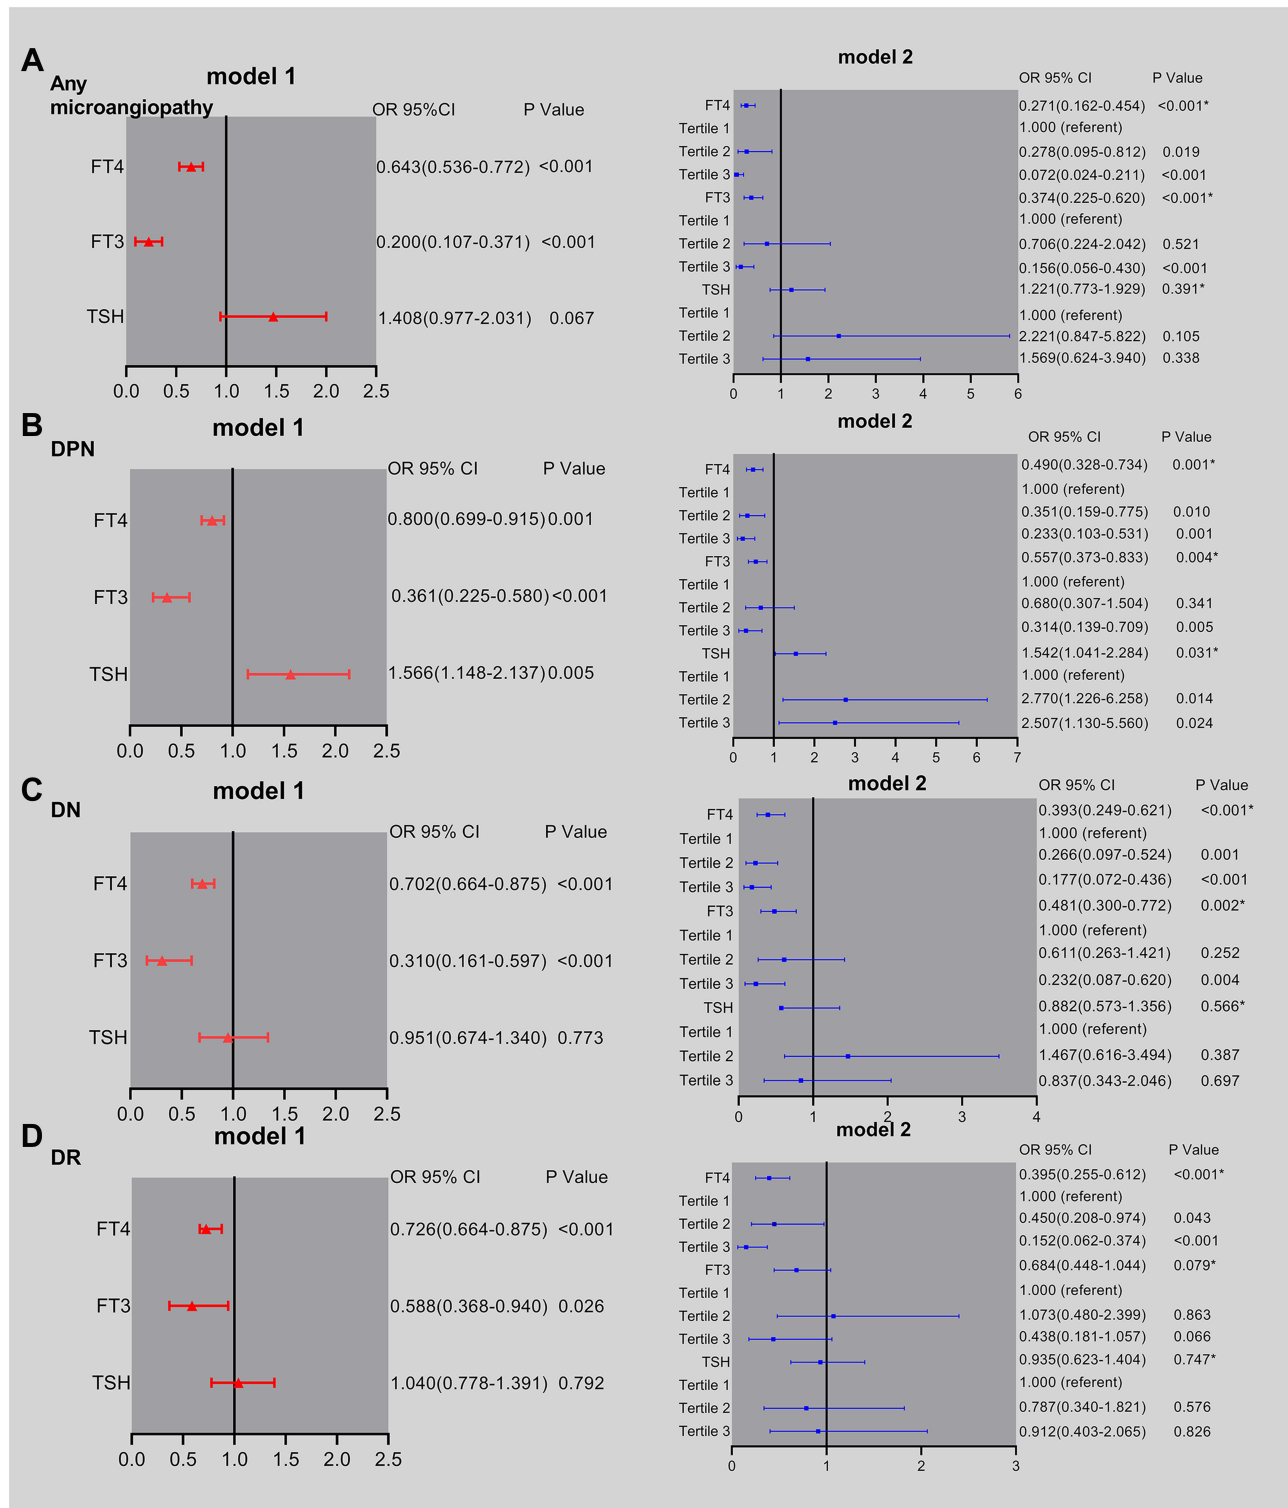 A
Any
microangiopathy
model 1
OR 95%CI P Value
FT4 0.643(0.536-0.772) <0.001
FT3 0.200(0.107-0.371) <0.001
TSH 1.408(0.977-2.031) 0.067
0.0 0.5 1.0 1.5 2.0 2.5
model 2
OR 95% CI P Value
FT4 0.271(0.162-0.454) <0.001*
Tertile 1 1.000 (referent)
Tertile 2 0.278(0.095-0.812) 0.019
Tertile 3 0.072(0.024-0.211) <0.001
FT3 0.374(0.225-0.620) <0.001*
Tertile 1 1.000 (referent)
Tertile 2 0.706(0.224-2.042) 0.521
Tertile 3 0.156(0.056-0.430) <0.001
TSH 1.221(0.773-1.929) 0.391*
Tertile 1 1.000 (referent)
Tertile 2 2.221(0.847-5.822) 0.105
Tertile 3 1.569(0.624-3.940) 0.338
0 1 2 3 4 5 6
B
DPN
model 1
OR 95% CI P Value
FT4 0.800(0.699-0.915) 0.001
FT3 0.361(0.225-0.580) <0.001
TSH 1.566(1.148-2.137) 0.005
0.0 0.5 1.0 1.5 2.0 2.5
model 2
OR 95% CI P Value
FT4 0.490(0.328-0.734) 0.001*
Tertile 1 1.000 (referent)
Tertile 2 0.351(0.159-0.775) 0.010
Tertile 3 0.233(0.103-0.531) 0.001
FT3 0.557(0.373-0.833) 0.004*
Tertile 1 1.000 (referent)
Tertile 2 0.680(0.307-1.504) 0.341
Tertile 3 0.314(0.139-0.709) 0.005
TSH 1.542(1.041-2.284) 0.031*
Tertile 1 1.000 (referent)
Tertile 2 2.770(1.226-6.258) 0.014
Tertile 3 2.507(1.130-5.560) 0.024
0 1 2 3 4 5 6 7
C
DN
model 1
OR 95% CI P Value
FT4 0.702(0.664-0.875) <0.001
FT3 0.310(0.161-0.597) <0.001
TSH 0.951(0.674-1.340) 0.773
0.0 0.5 1.0 1.5 2.0 2.5
model 2
OR 95% CI P Value
FT4 0.393(0.249-0.621) <0.001*
Tertile 1 1.000 (referent)
Tertile 2 0.266(0.097-0.524) 0.001
Tertile 3 0.177(0.072-0.436) <0.001
FT3 0.481(0.300-0.772) 0.002*
Tertile 1 1.000 (referent)
Tertile 2 0.611(0.263-1.421) 0.252
Tertile 3 0.232(0.087-0.620) 0.004
TSH 0.882(0.573-1.356) 0.566*
Tertile 1 1.000 (referent)
Tertile 2 1.467(0.616-3.494) 0.387
Tertile 3 0.837(0.343-2.046) 0.697
0 1 2 3 4
D
DR
model 1
OR 95% CI P Value
FT4 0.726(0.664-0.875) <0.001
FT3 0.588(0.368-0.940) 0.026
TSH 1.040(0.778-1.391) 0.792
0.0 0.5 1.0 1.5 2.0 2.5
model 2
OR 95% CI P Value
FT4 0.395(0.255-0.612) <0.001*
Tertile 1 1.000 (referent)
Tertile 2 0.450(0.208-0.974) 0.043
Tertile 3 0.152(0.062-0.374) <0.001
FT3 0.684(0.448-1.044) 0.079*
Tertile 1 1.000 (referent)
Tertile 2 1.073(0.480-2.399) 0.863
Tertile 3 0.438(0.181-1.057) 0.066
TSH 0.935(0.623-1.404) 0.747*
Tertile 1 1.000 (referent)
Tertile 2 0.787(0.340-1.821) 0.576
Tertile 3 0.912(0.403-2.065) 0.826
0 1 2 3